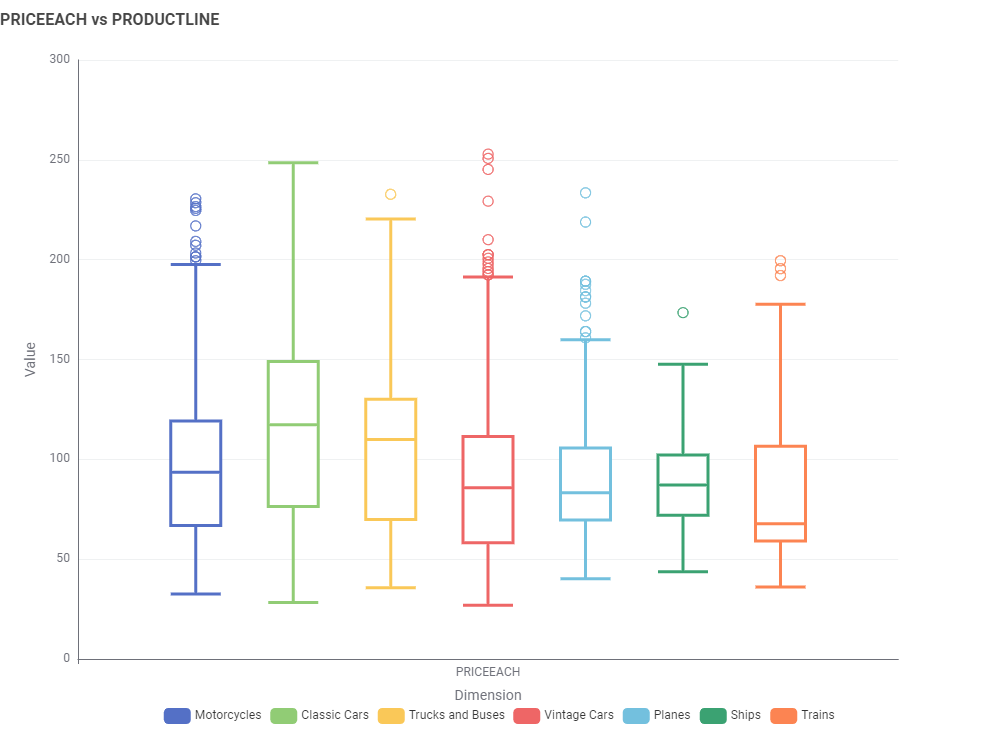 PRICEEACH vs PRODUCTLINE
300
250
200
150
100
50
0
Value
PRICEEACH
Dimension
Motorcycles Classic Cars Trucks and Buses Vintage Cars Planes Ships Trains